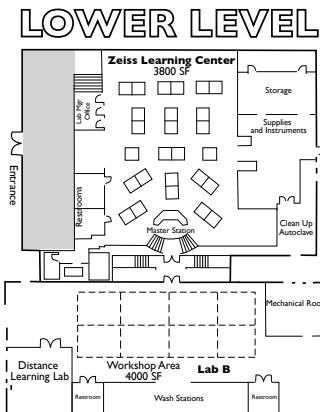 LOWER LEVEL
Zeiss Learning Center
3800 SF
Lab Mgr
Office
Storage
Supplies
and Instruments
Entrance
Restrooms
Master Station
Clean Up
Autoclave
Mechanical Roo
Distance
Learning Lab
Workshop Area
4000 SF
Lab B
Restroom
Wash Stations
Restroom